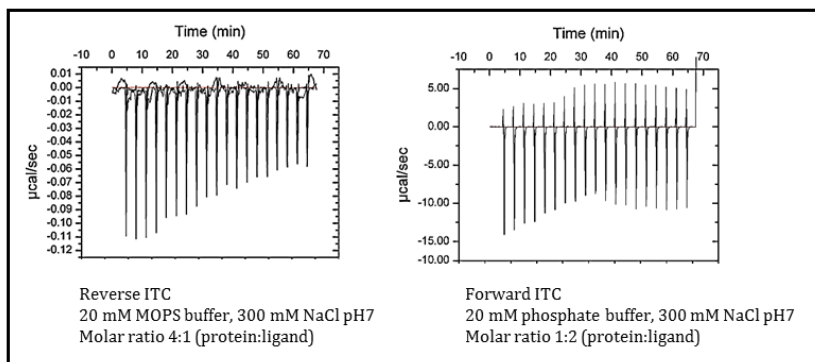 Time (min)
-10 0 10 20 30 40 50 60 70 80
0.01
0.00
-0.01
-0.02
-0.03
-0.04
-0.05
-0.06
-0.07
-0.08
-0.09
-0.10
-0.11
-0.12
µcal/sec
Reverse ITC
20 mM MOPS buffer, 300 mM NaCl pH7
Molar ratio 4:1 (protein:ligand)
Time (min)
-10 0 10 20 30 40 50 60 70 80
5.00
0.00
-5.00
-10.00
-15.00
-10.00
µcal/sec
Forward ITC
20 mM phosphate buffer, 300 mM NaCl pH7
Molar ratio 1:2 (protein:ligand)